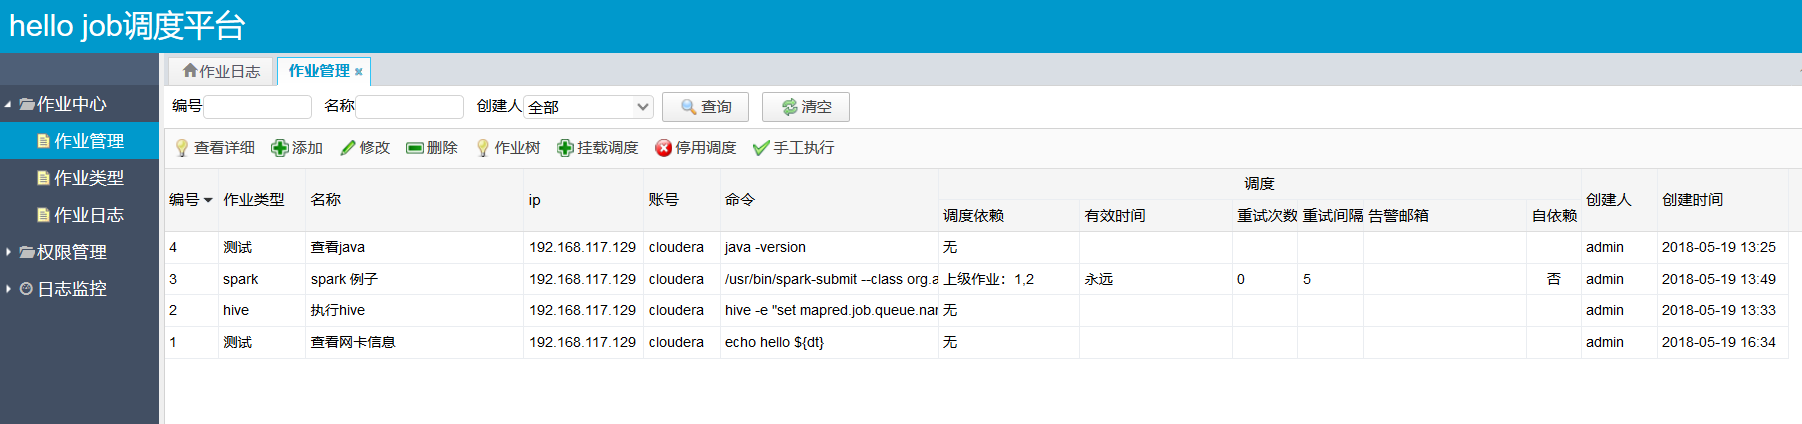 hello job调度平台
作业日志 作业管理
作业中心
作业管理
作业类型
作业日志
权限管理
日志监控
编号 名称 创建人 全部 查询 清空
查看详细 添加 修改 删除 作业树 挂载调度 停用调度 手工执行
编号 作业类型 名称 ip 账号 命令 调度 创建人 创建时间
调度依赖 有效时间 重试次数 重试间隔 告警邮箱 自依赖
4 测试 查看java 192.168.117.129 cloudera java -version 无 admin 2018-05-19 13:25
3 spark spark 例子 192.168.117.129 cloudera /usr/bin/spark-submit --class org.a 上级作业：1,2 永远 0 5 否 admin 2018-05-19 13:49
2 hive 执行hive 192.168.117.129 cloudera hive -e "set mapred.job.queue.nar 无 admin 2018-05-19 13:33
1 测试 查看网卡信息 192.168.117.129 cloudera echo hello ${dt} 无 admin 2018-05-19 16:34